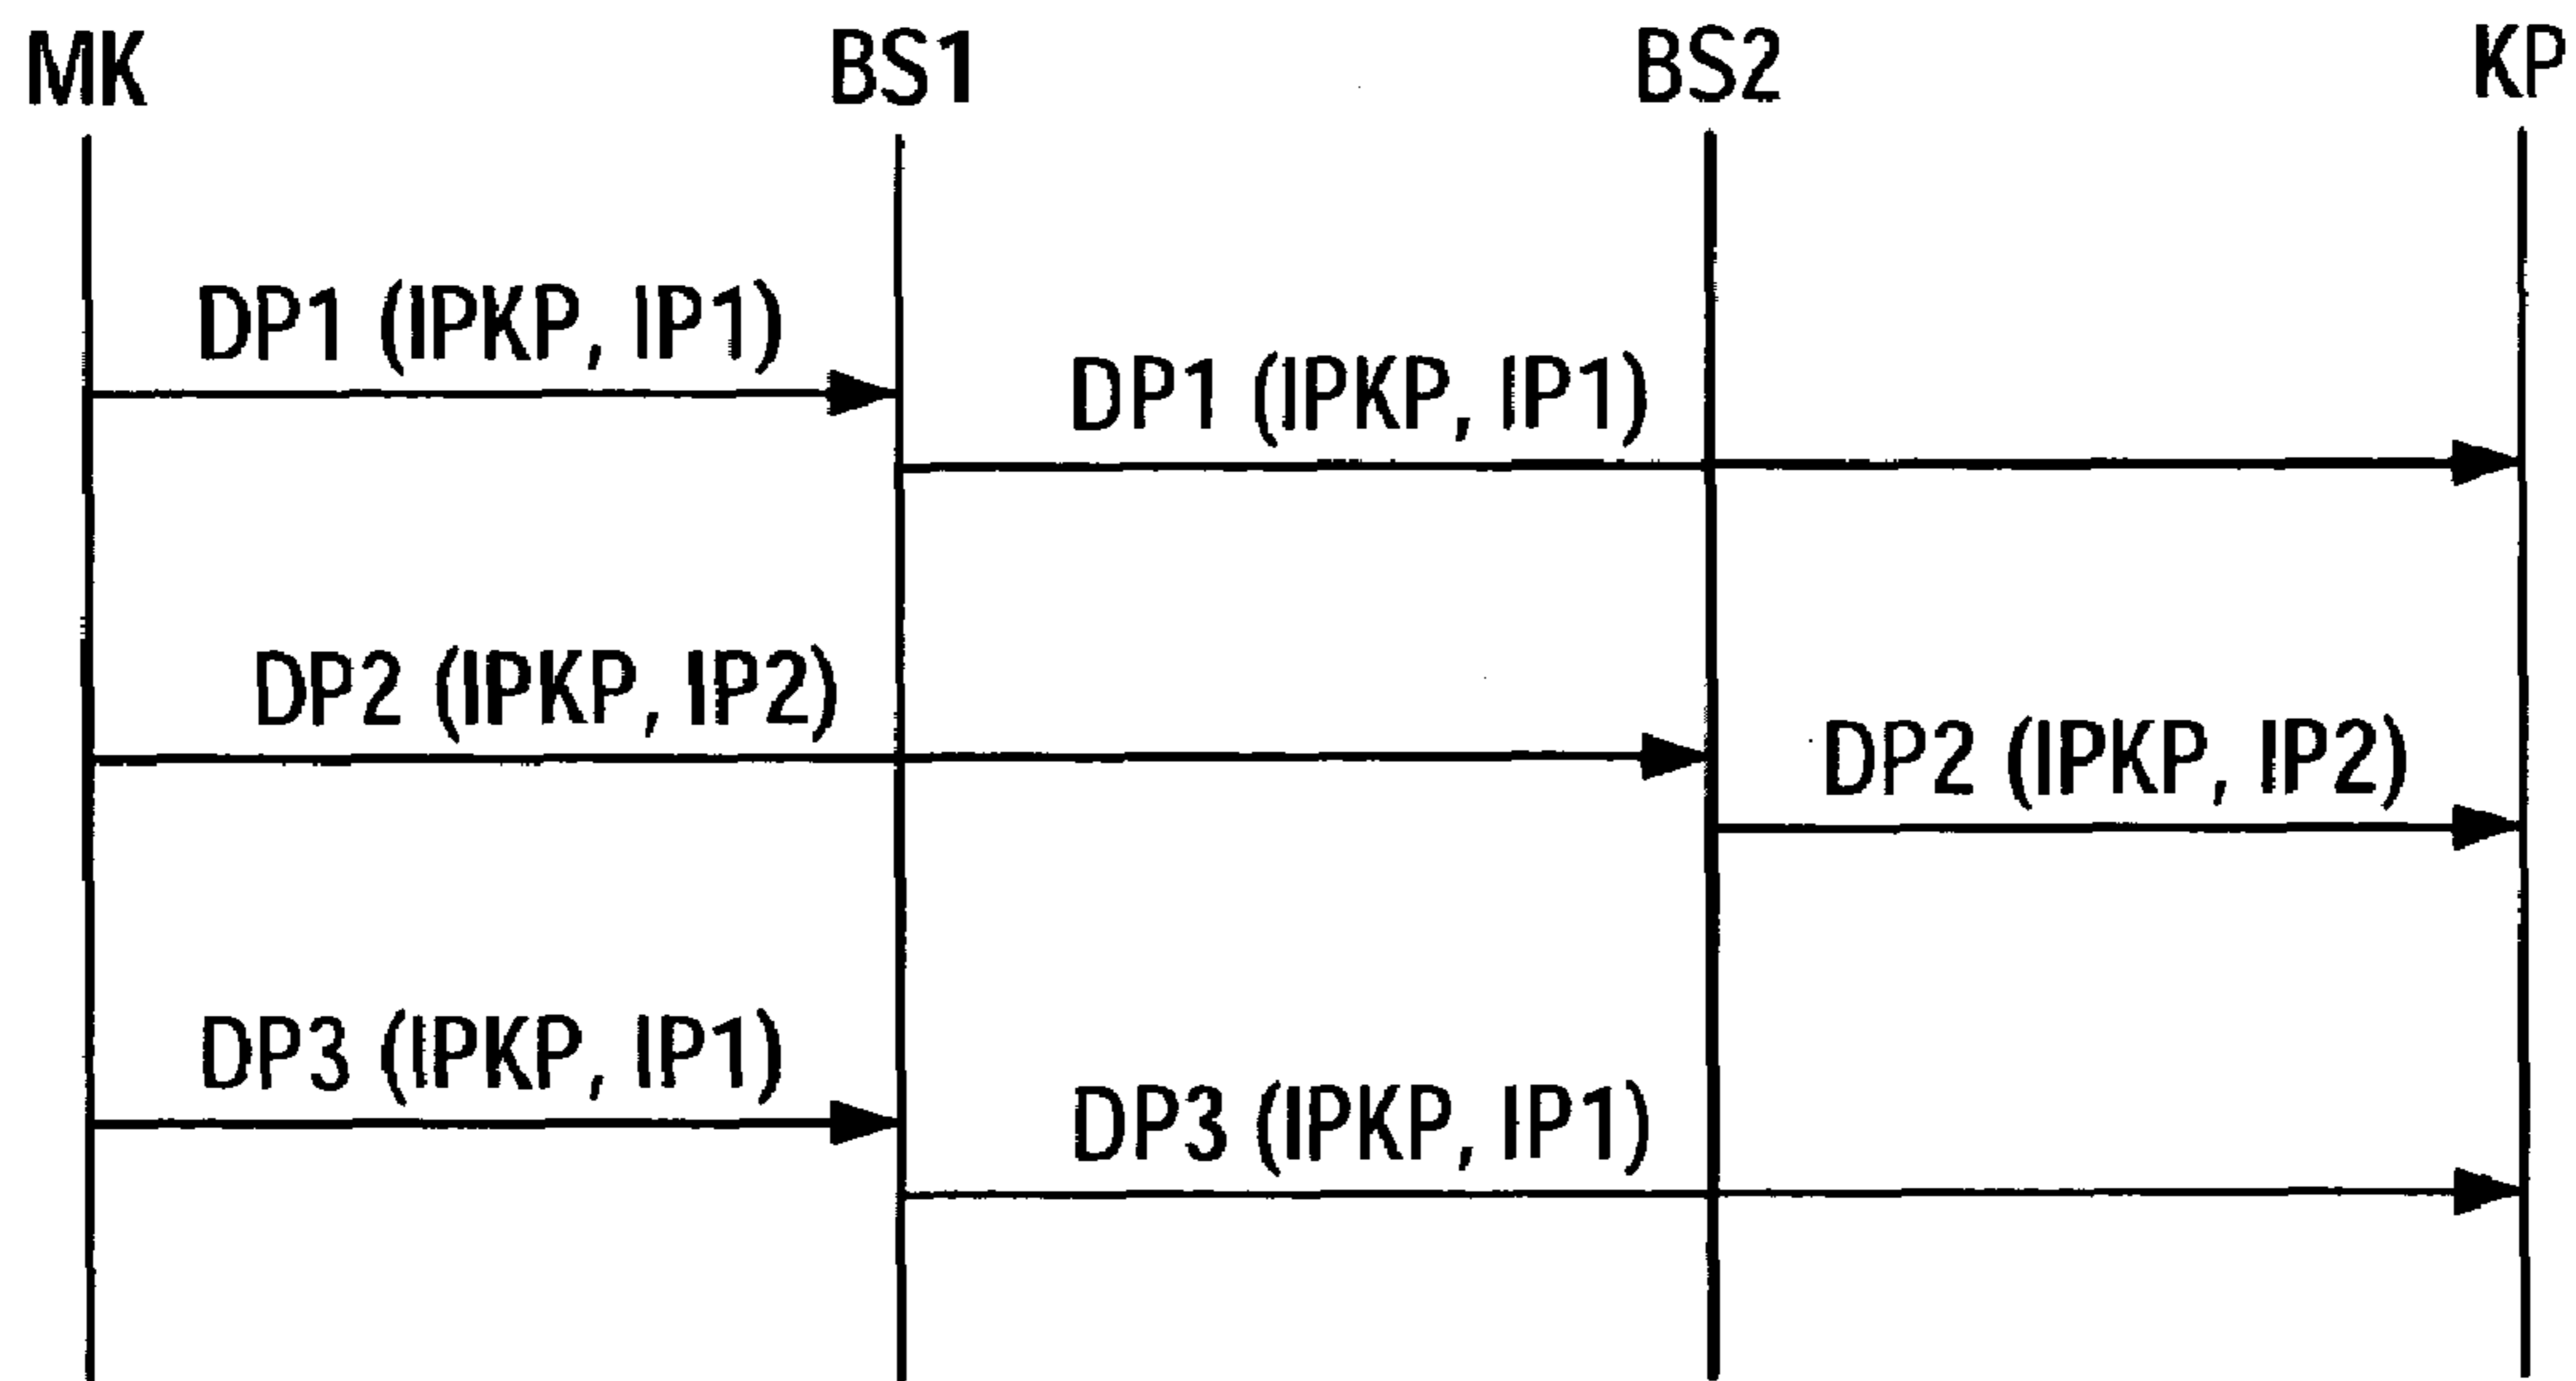 MK BS1 BS2 KP
DP1 (IPKP, IP1)
DP1 (IPKP, IP1)
DP2 (IPKP, IP2)
DP2 (IPKP, IP2)
DP3 (IPKP, IP1)
DP3 (IPKP, IP1)